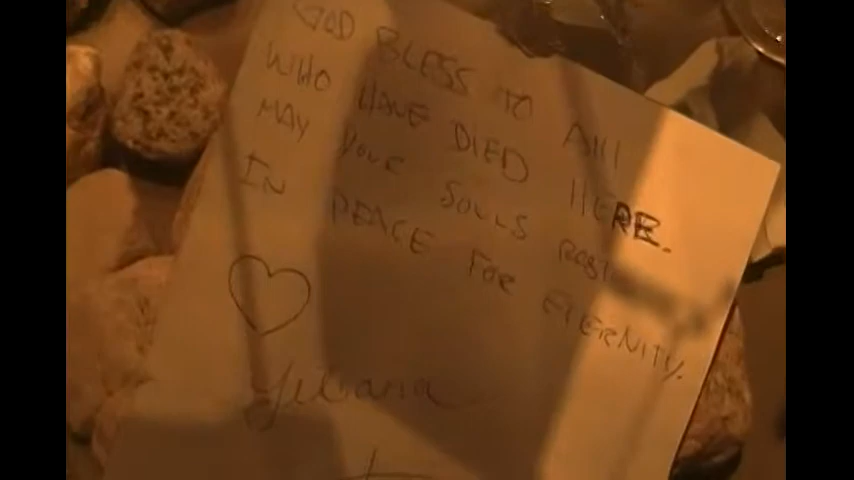 GOD BLESS TO All
WHO HAVE DIED HERE.
MAY YOUR SOULS REST
IN PEACE FOR ETERNITY.